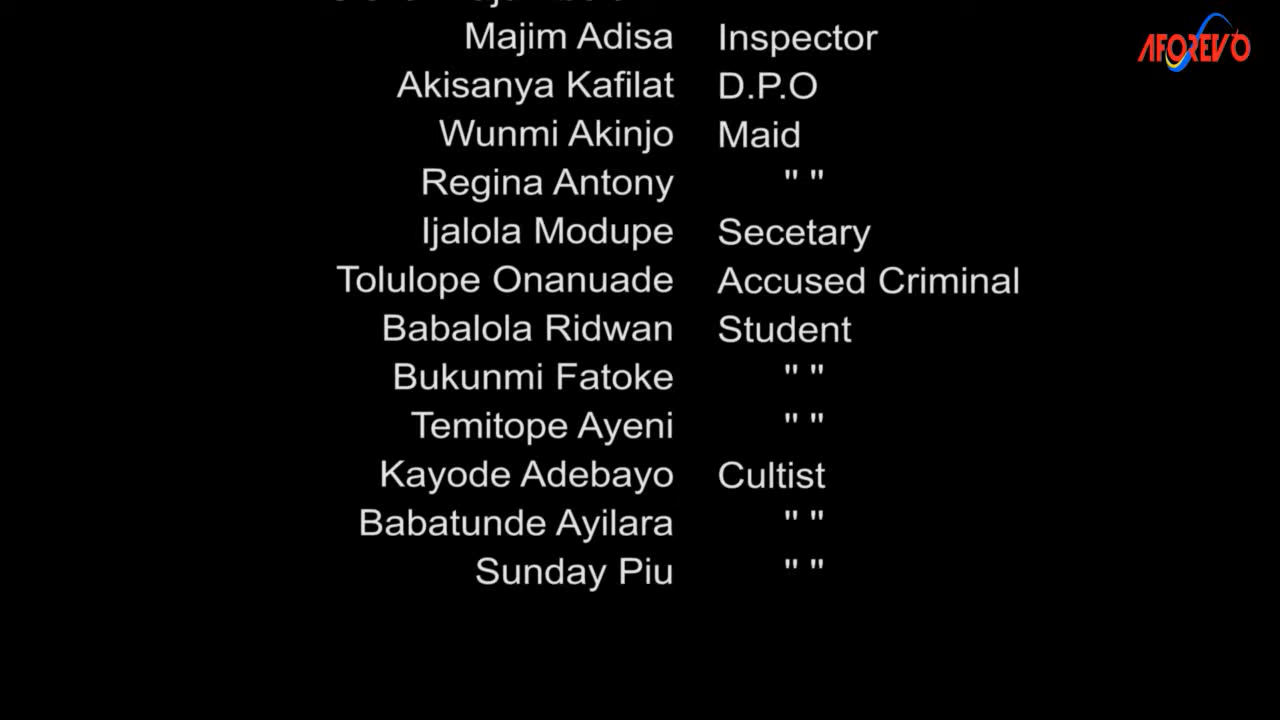 Majim Adisa Inspector
AFOREVO
Akisanya Kafilat D.P.O
Wunmi Akinjo Maid
Regina Antony " "
Ijalola Modupe Secetary
Tolulope Onanuade Accused Criminal
Babalola Ridwan Student
Bukunmi Fatoke " "
Temitope Ayeni " "
Kayode Adebayo Cultist
Babatunde Ayilara " "
Sunday Piu " "